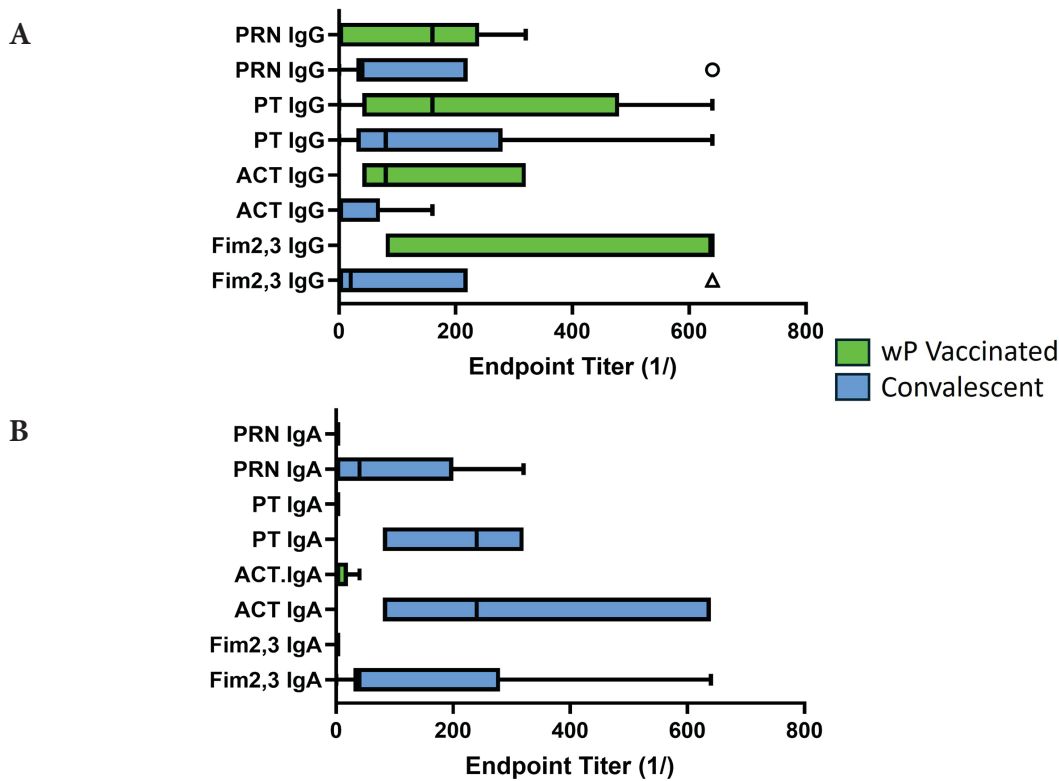 A
PRN IgG
PRN IgG
PT IgG
PT IgG
ACT IgG
ACT IgG
Fim2,3 IgG
Fim2,3 IgG
0 200 400 600 800
Endpoint Titer (1/)
wP Vaccinated
Convalescent
B
PRN IgA
PRN IgA
PT IgA
PT IgA
ACT.IgA
ACT IgA
Fim2,3 IgA
Fim2,3 IgA
0 200 400 600 800
Endpoint Titer (1/)